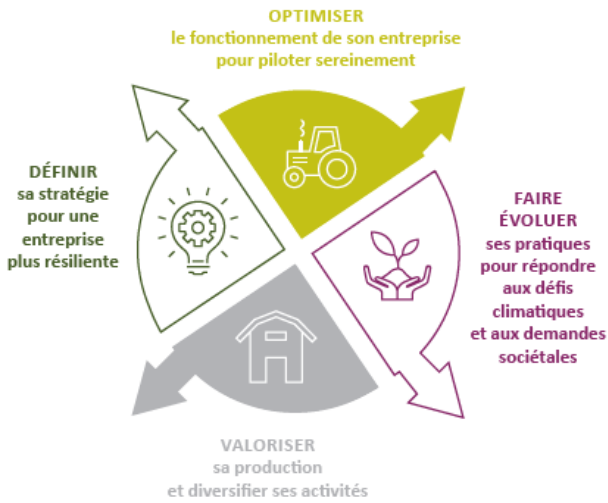 OPTIMISER
le fonctionnement de son entreprise
pour piloter sereinement
DÉFINIR
sa stratégie
pour une
entreprise
plus résiliente
FAIRE
ÉVOLUER
ses pratiques
pour répondre
aux défis
climatiques
et aux demandes
sociétales
VALORISER
sa production
et diversifier ses activités